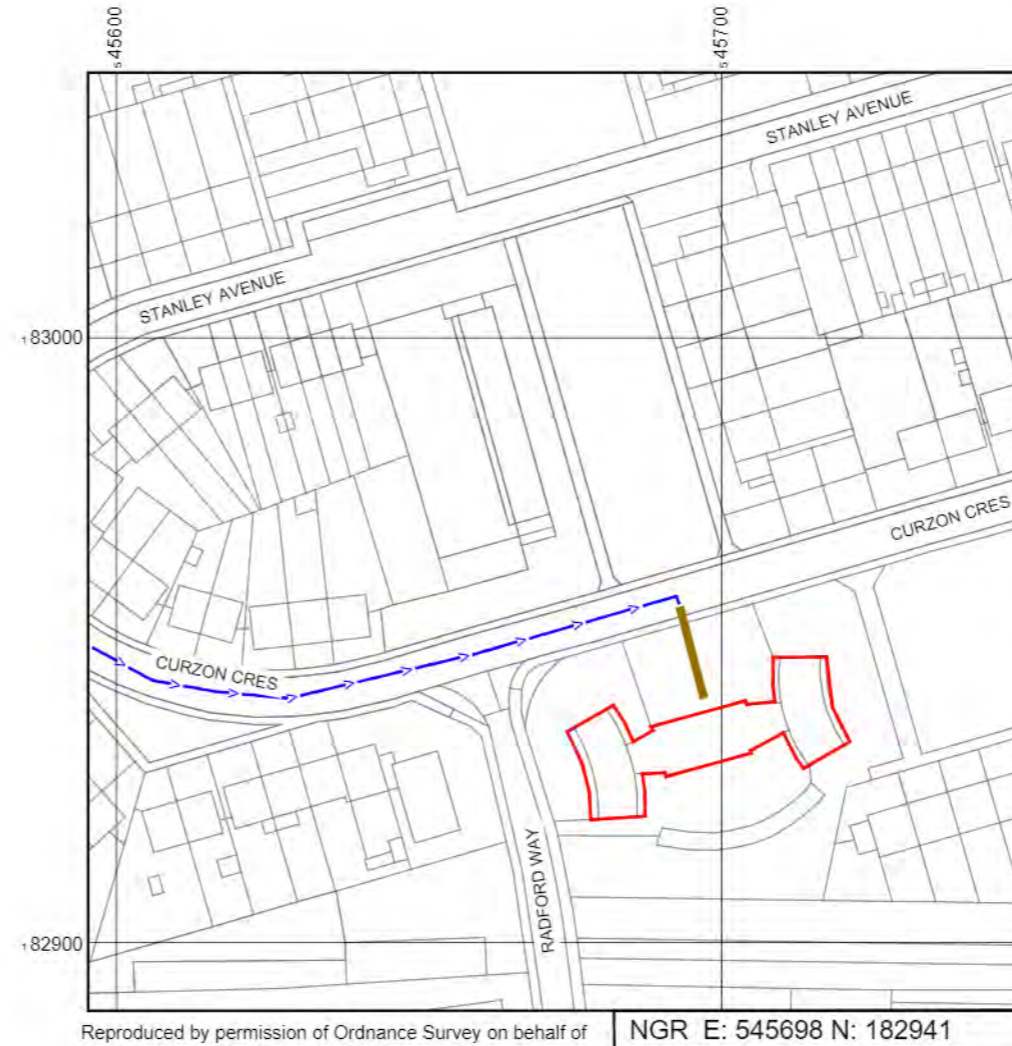 ⁵45600
⁵45700
STANLEY AVENUE
STANLEY AVENUE
¹83000
CURZON CRES
CURZON CRES
RADFORD WAY
¹82900
Reproduced by permission of Ordnance Survey on behalf of
NGR E: 545698 N: 182941